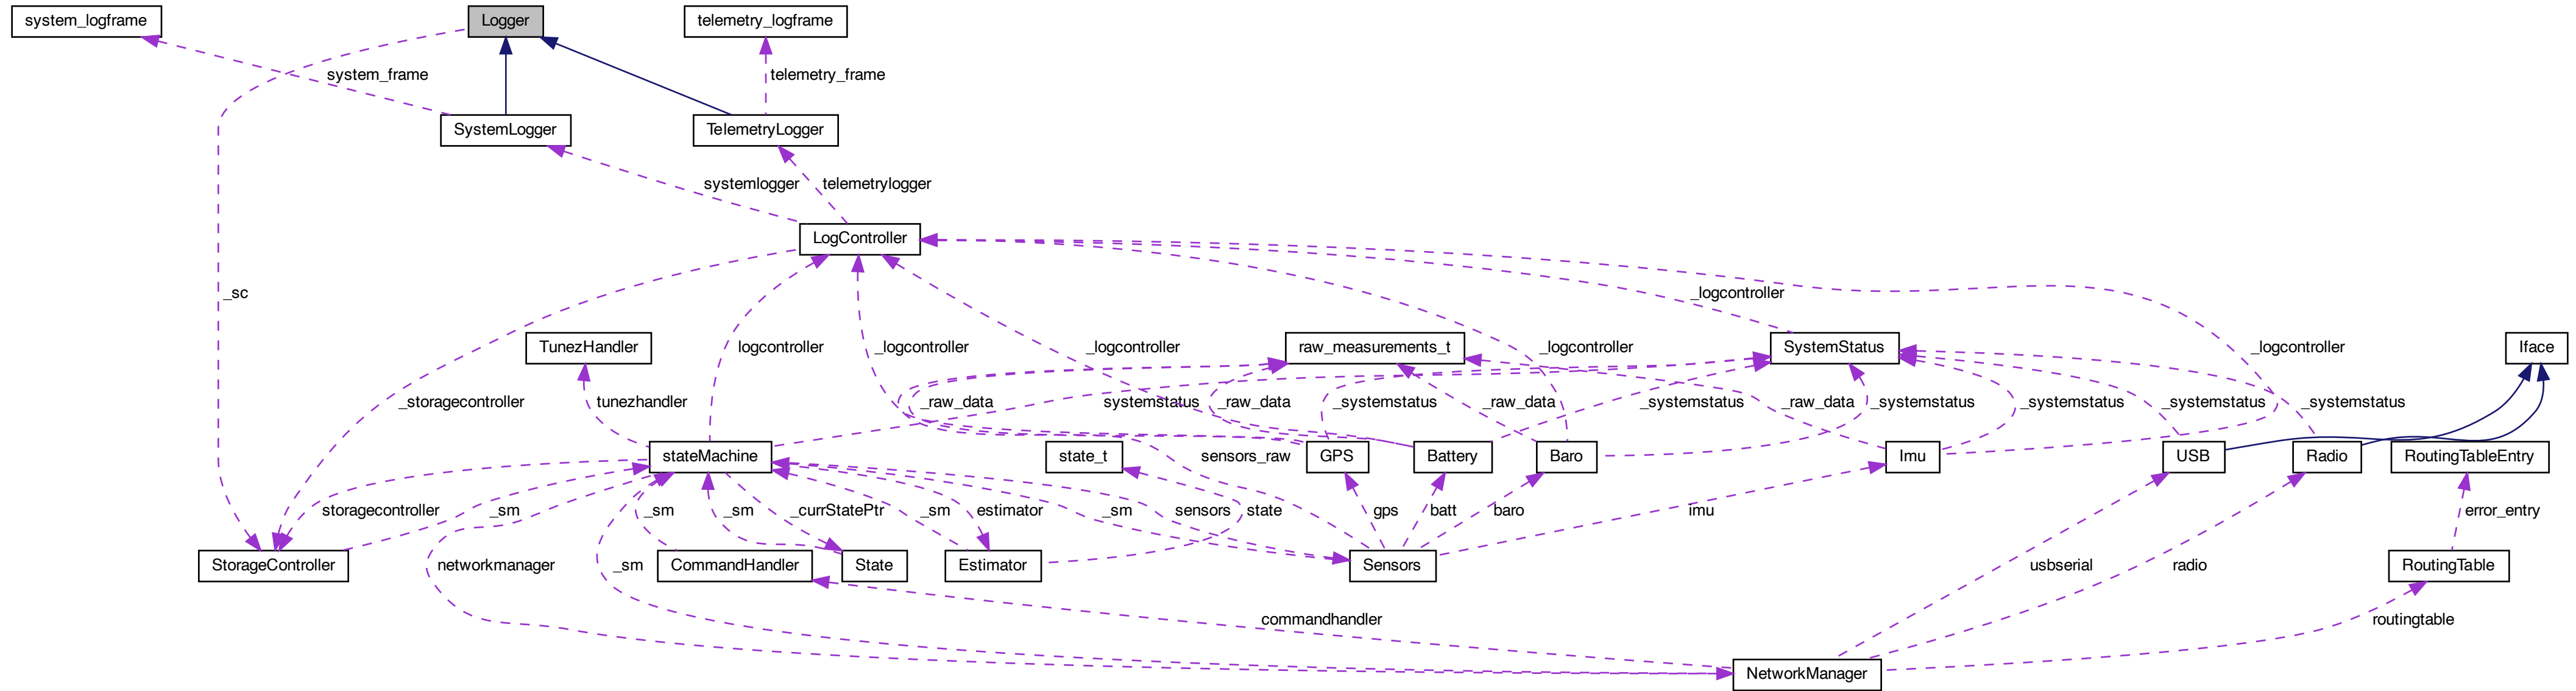 system_logframe
Logger
telemetry_logframe
system_frame
telemetry_frame
SystemLogger
TelemetryLogger
systemlogger
telemetrylogger
LogController
_sc
_logcontroller
TunezHandler
logcontroller
_logcontroller
_logcontroller
raw_measurements_t
_logcontroller
SystemStatus
_logcontroller
Iface
_storagecontroller
tunezhandler
_raw_data
systemstatus
_raw_data
_systemstatus
_raw_data
_systemstatus
_raw_data
_systemstatus
_systemstatus
_systemstatus
_systemstatus
stateMachine
state_t
sensors_raw
GPS
Battery
Baro
Imu
USB
Radio
RoutingTableEntry
storagecontroller
_sm
_sm
_sm
_currStatePtr
_sm
estimator
_sm
sensors
state
gps
batt
baro
imu
error_entry
StorageController
networkmanager
_sm
CommandHandler
State
Estimator
Sensors
usbserial
radio
RoutingTable
commandhandler
routingtable
NetworkManager